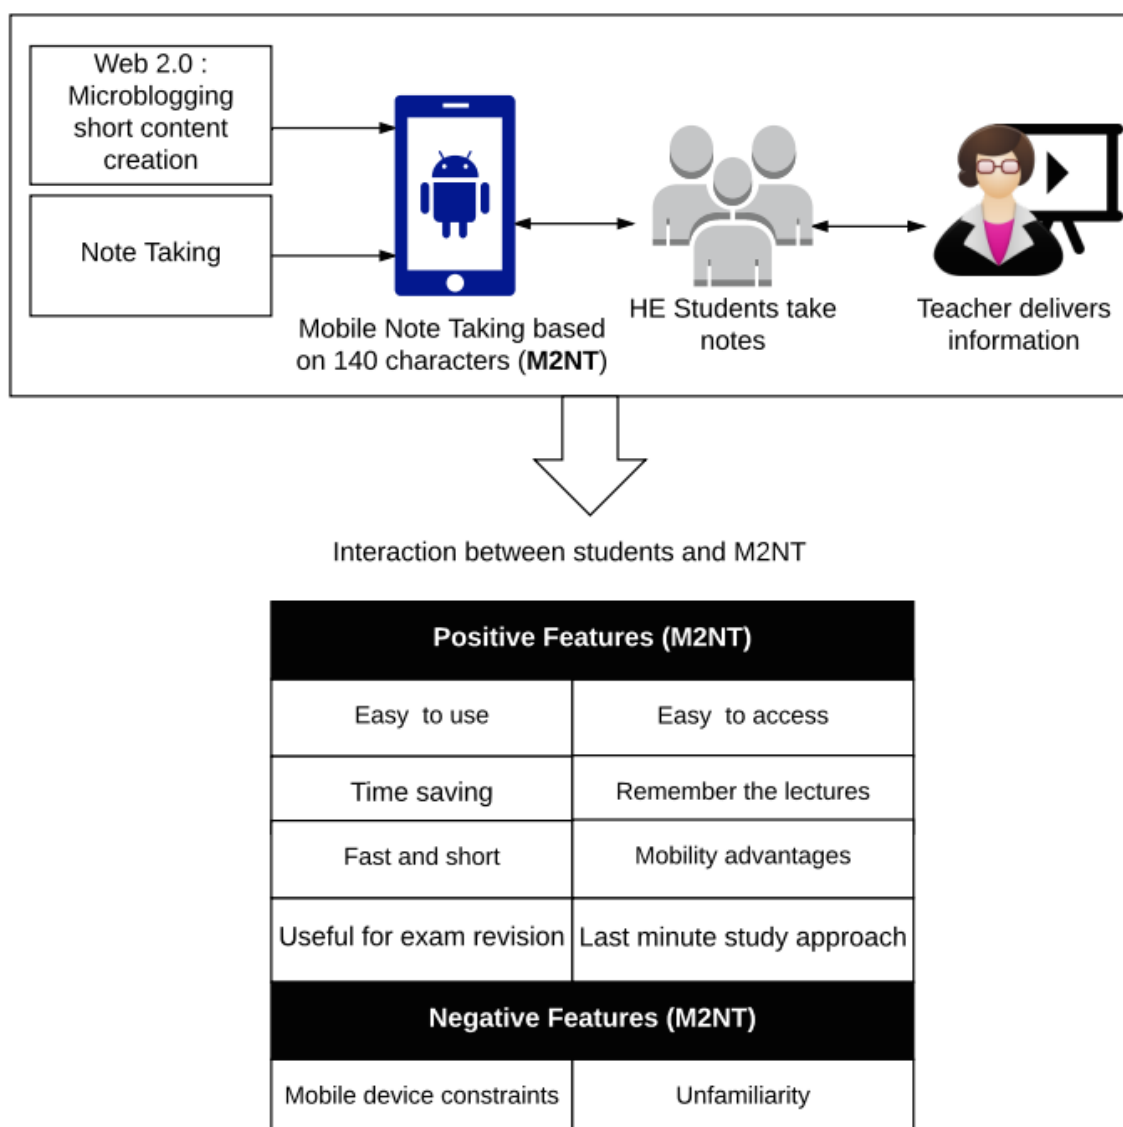 Web 2.0 :
Microblogging
short content
creation
Note Taking
Mobile Note Taking based
on 140 characters (M2NT)
HE Students take
notes
Teacher delivers
information
Interaction between students and M2NT
Positive Features (M2NT)
Easy to use
Easy to access
Time saving
Remember the lectures
Fast and short
Mobility advantages
Useful for exam revision
Last minute study approach
Negative Features (M2NT)
Mobile device constraints
Unfamiliarity